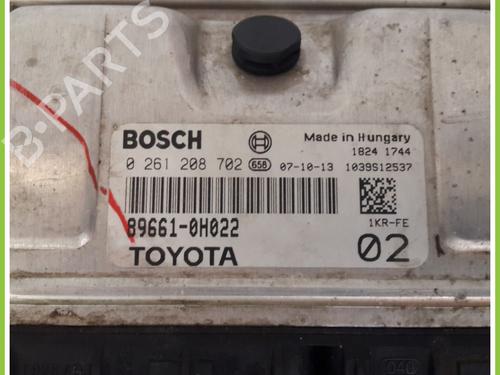 B-PARTS
BOSCH
Made in Hungary
1824 1744
0 261 208 702 658 07-10-13 1039S12537
89661-0H022
1KR-FE
TOYOTA
02